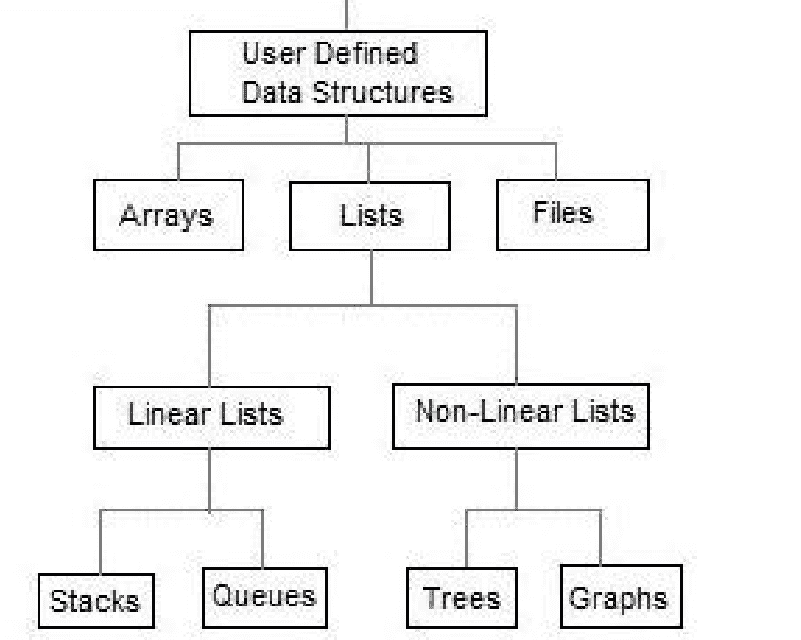 User Defined
Data Structures
Arrays
Lists
Files
Linear Lists
Non-Linear Lists
Stacks
Queues
Trees
Graphs